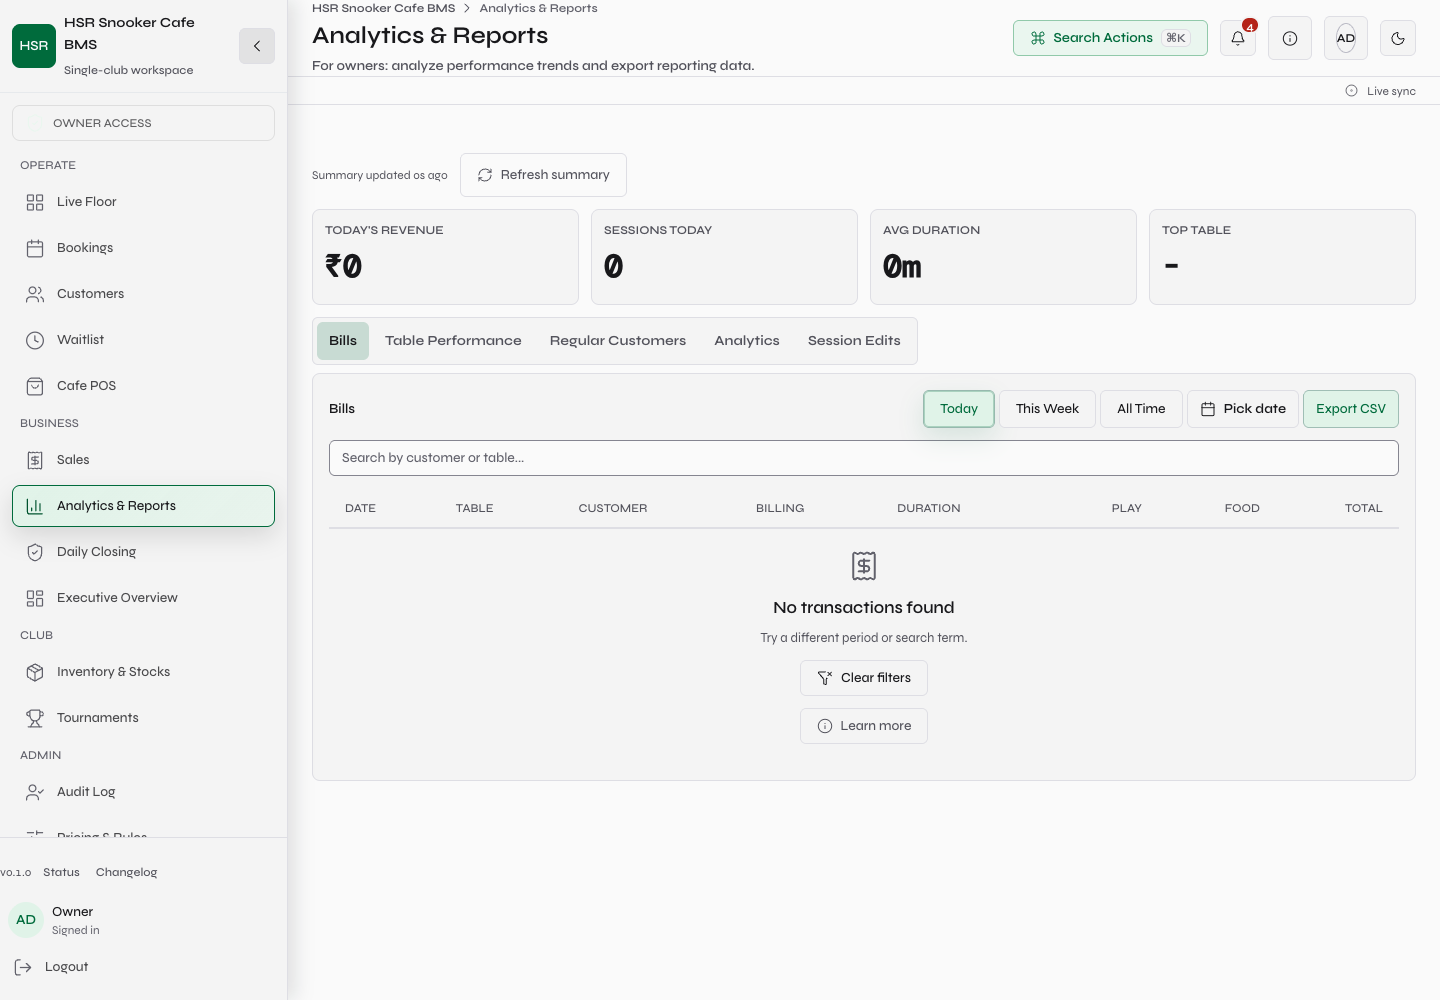 HSR
HSR Snooker Cafe
BMS
Single-club workspace
OWNER ACCESS
OPERATE
Live Floor
Bookings
Customers
Waitlist
Cafe POS
BUSINESS
Sales
Analytics & Reports
Daily Closing
Executive Overview
CLUB
Inventory & Stocks
Tournaments
ADMIN
Audit Log
Pricing & Rules
v0.1.0 Status Changelog
AD
Owner
Signed in
Logout
HSR Snooker Cafe BMS > Analytics & Reports
Analytics & Reports
For owners: analyze performance trends and export reporting data.
Search Actions ⌘K
4
AD
Live sync
Summary updated 0s ago
Refresh summary
TODAY'S REVENUE
₹0
SESSIONS TODAY
0
AVG DURATION
0m
TOP TABLE
-
Bills Table Performance Regular Customers Analytics Session Edits
Bills
Today This Week All Time Pick date Export CSV
Search by customer or table...
DATE TABLE CUSTOMER BILLING DURATION PLAY FOOD TOTAL
No transactions found
Try a different period or search term.
Clear filters
Learn more